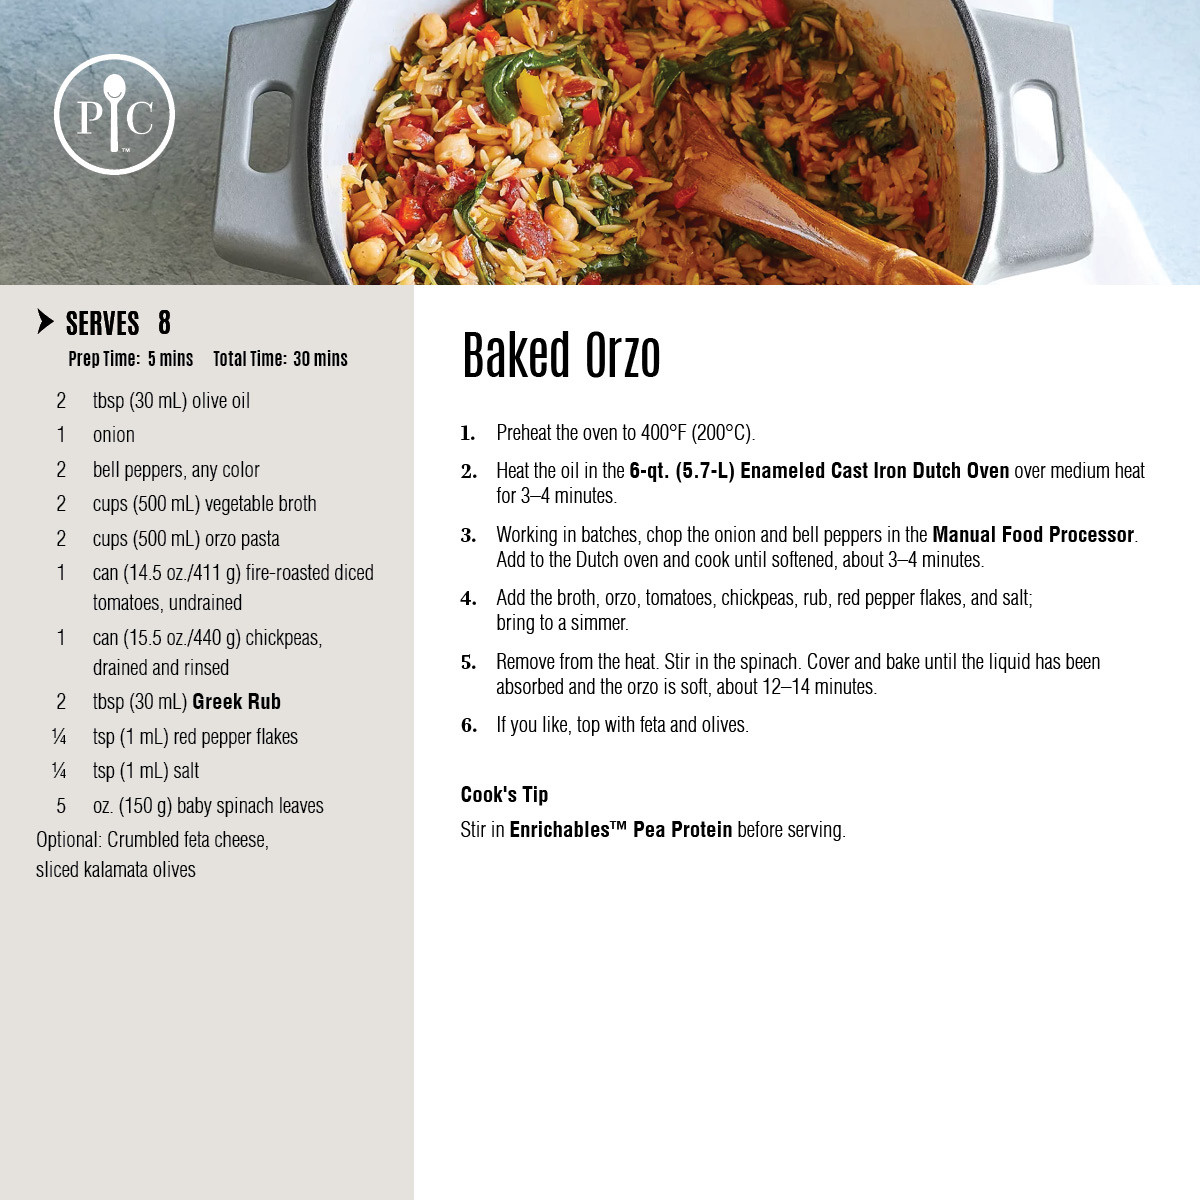 P C
™
SERVES 8
Prep Time: 5 mins Total Time: 30 mins
2 tbsp (30 mL) olive oil
1 onion
2 bell peppers, any color
2 cups (500 mL) vegetable broth
2 cups (500 mL) orzo pasta
1 can (14.5 oz./411 g) fire-roasted diced
tomatoes, undrained
1 can (15.5 oz./440 g) chickpeas,
drained and rinsed
2 tbsp (30 mL) Greek Rub
¼ tsp (1 mL) red pepper flakes
¼ tsp (1 mL) salt
5 oz. (150 g) baby spinach leaves
Optional: Crumbled feta cheese,
sliced kalamata olives
Baked Orzo
1. Preheat the oven to 400°F (200°C).
2. Heat the oil in the 6-qt. (5.7-L) Enameled Cast Iron Dutch Oven over medium heat
for 3–4 minutes.
3. Working in batches, chop the onion and bell peppers in the Manual Food Processor.
Add to the Dutch oven and cook until softened, about 3–4 minutes.
4. Add the broth, orzo, tomatoes, chickpeas, rub, red pepper flakes, and salt;
bring to a simmer.
5. Remove from the heat. Stir in the spinach. Cover and bake until the liquid has been
absorbed and the orzo is soft, about 12–14 minutes.
6. If you like, top with feta and olives.
Cook's Tip
Stir in Enrichables™ Pea Protein before serving.